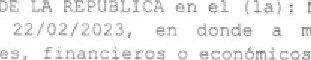 DE LA REPUBLICA en el (la):
22/02/2023, en donde a m
es, financieros o económicos